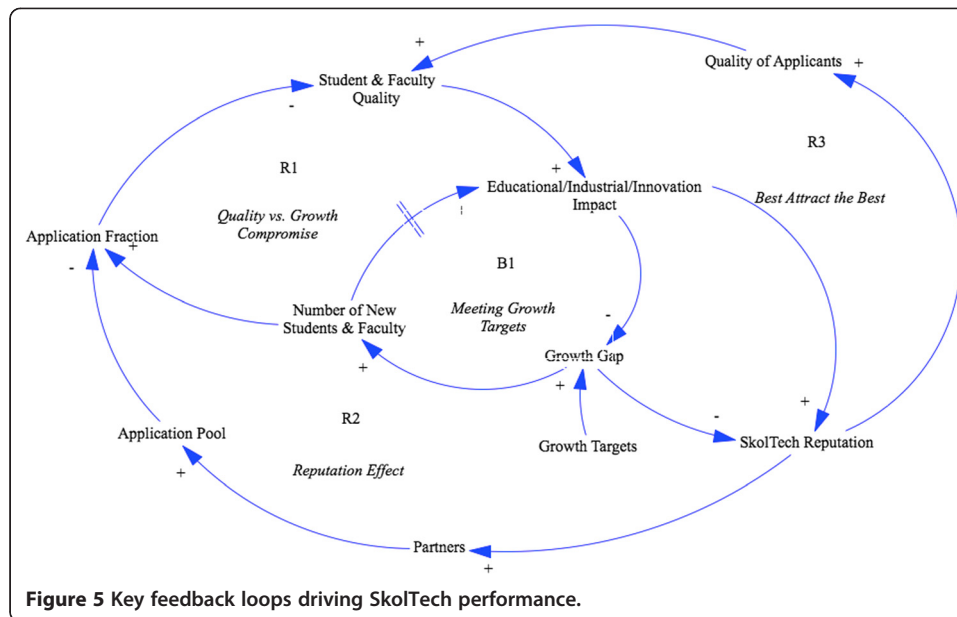 +
Student & Faculty
Quality
-
Quality of Applicants
+
R3
Best Attract the Best
R1
Quality vs. Growth
Compromise
+
Educational/Industrial/Innovation
Impact
Application Fraction
+
-
B1
Meeting Growth
Targets
Number of New
Students & Faculty
+
-
Growth Gap
+
Growth Targets
-
+
SkolTech Reputation
R2
Reputation Effect
Application Pool
+
Partners
+
Figure 5 Key feedback loops driving SkolTech performance.